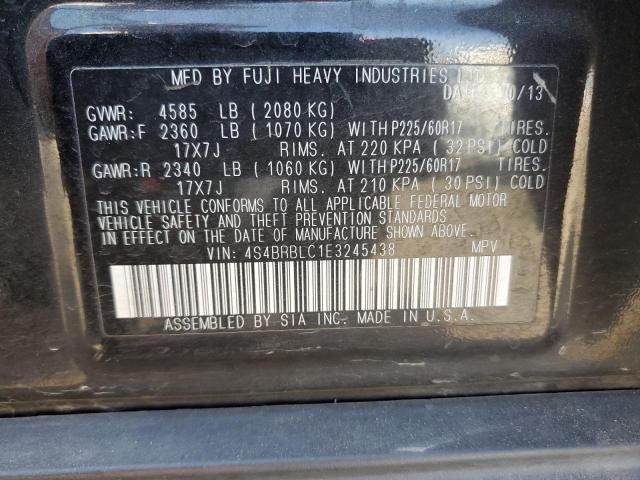 MFD BY FUJI HEAVY INDUSTRIES LTD
0/13
GVWR: 4585 LB ( 2080 KG)
GAWR:F 2360 LB ( 1070 KG) WITH P225/60R17 TIRES.
17X7J RIMS. AT 220 KPA ( 32 PSI) COLD
GAWR:R 2340 LB ( 1060 KG) WITH P225/60R17 TIRES.
17X7J RIMS. AT 210 KPA ( 30 PSI) COLD
THIS VEHICLE CONFORMS TO ALL APPLICABLE FEDERAL MOTOR
VEHICLE SAFETY AND THEFT PREVENTION STANDARDS
IN EFFECT ON THE DATE OF MANUFACTURE SHOWN ABOVE.
VIN: 4S4BRBLC1E3245438 MPV
ASSEMBLED BY SIA INC. MADE IN U.S.A.